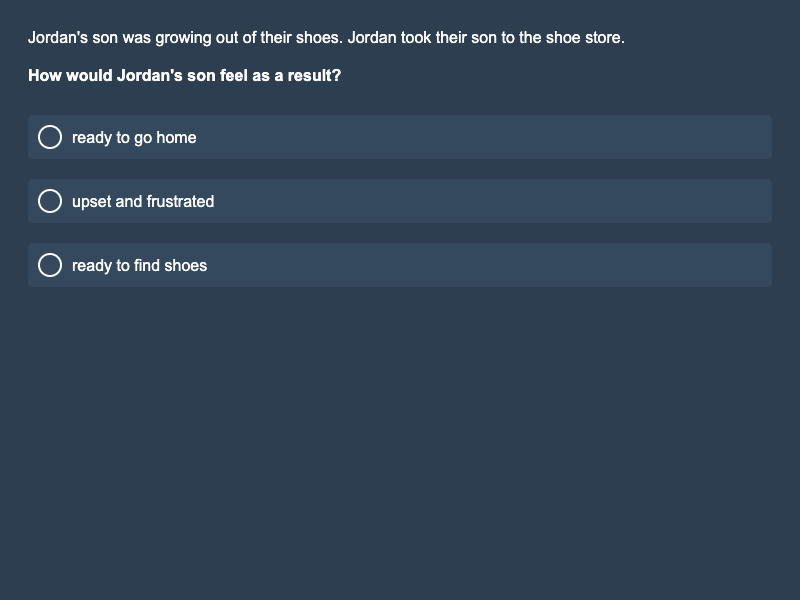 Jordan's son was growing out of their shoes. Jordan took their son to the shoe store.
How would Jordan's son feel as a result?
ready to go home
upset and frustrated
ready to find shoes